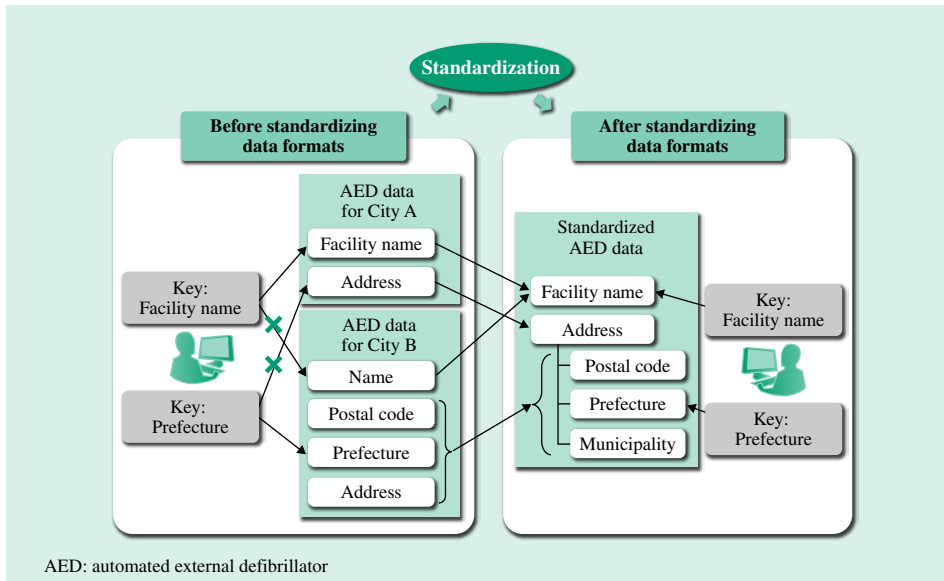 Standardization
Before standardizing
data formats
AED data
for City A
Facility name
Address
Key:
Facility name
AED data
for City B
Name
Postal code
Key:
Prefecture
Prefecture
Address
After standardizing
data formats
Standardized
AED data
Facility name
Address
Postal code
Prefecture
Municipality
Key:
Facility name
Key:
Prefecture
AED: automated external defibrillator